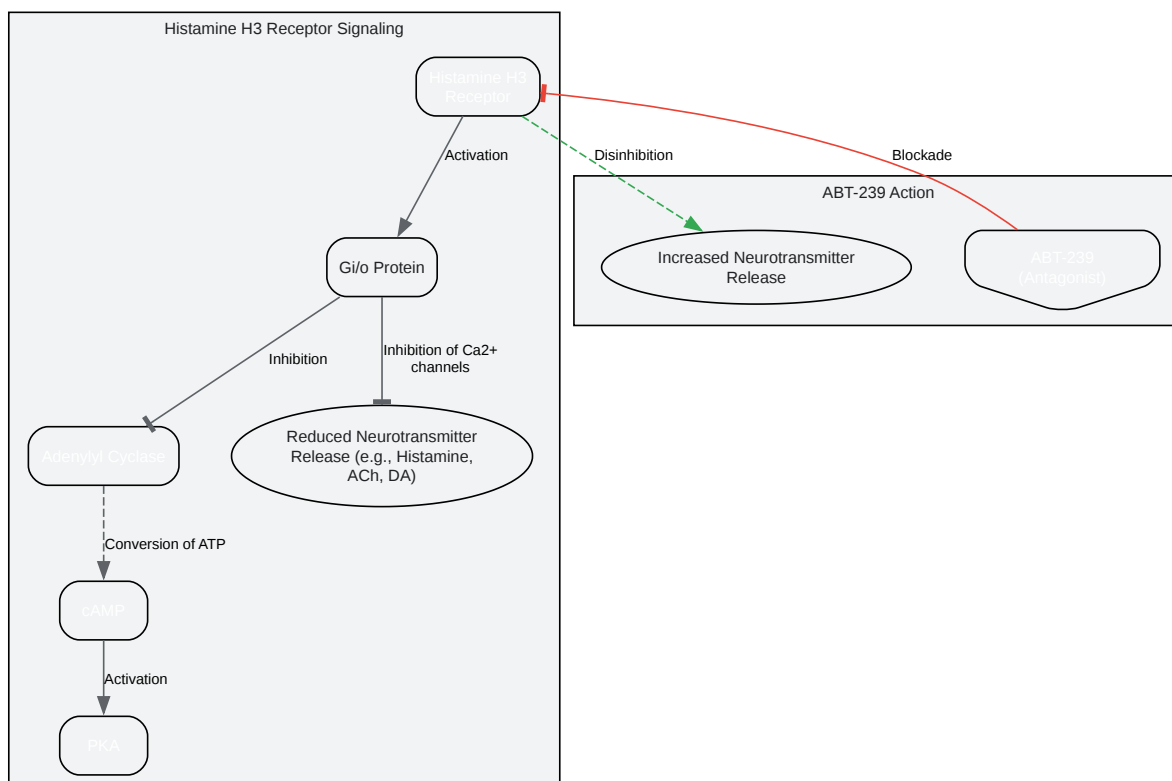 Histamine H3 Receptor Signaling
Histamine H3
Receptor
Activation
Disinhibition
Blockade
ABT-239 Action
Gi/o Protein
Increased Neurotransmitter
Release
ABT-239
(Antagonist)
Inhibition
Inhibition of Ca2+
channels
Adenylyl Cyclase
Reduced Neurotransmitter
Release (e.g., Histamine,
ACh, DA)
Conversion of ATP
cAMP
Activation
PKA